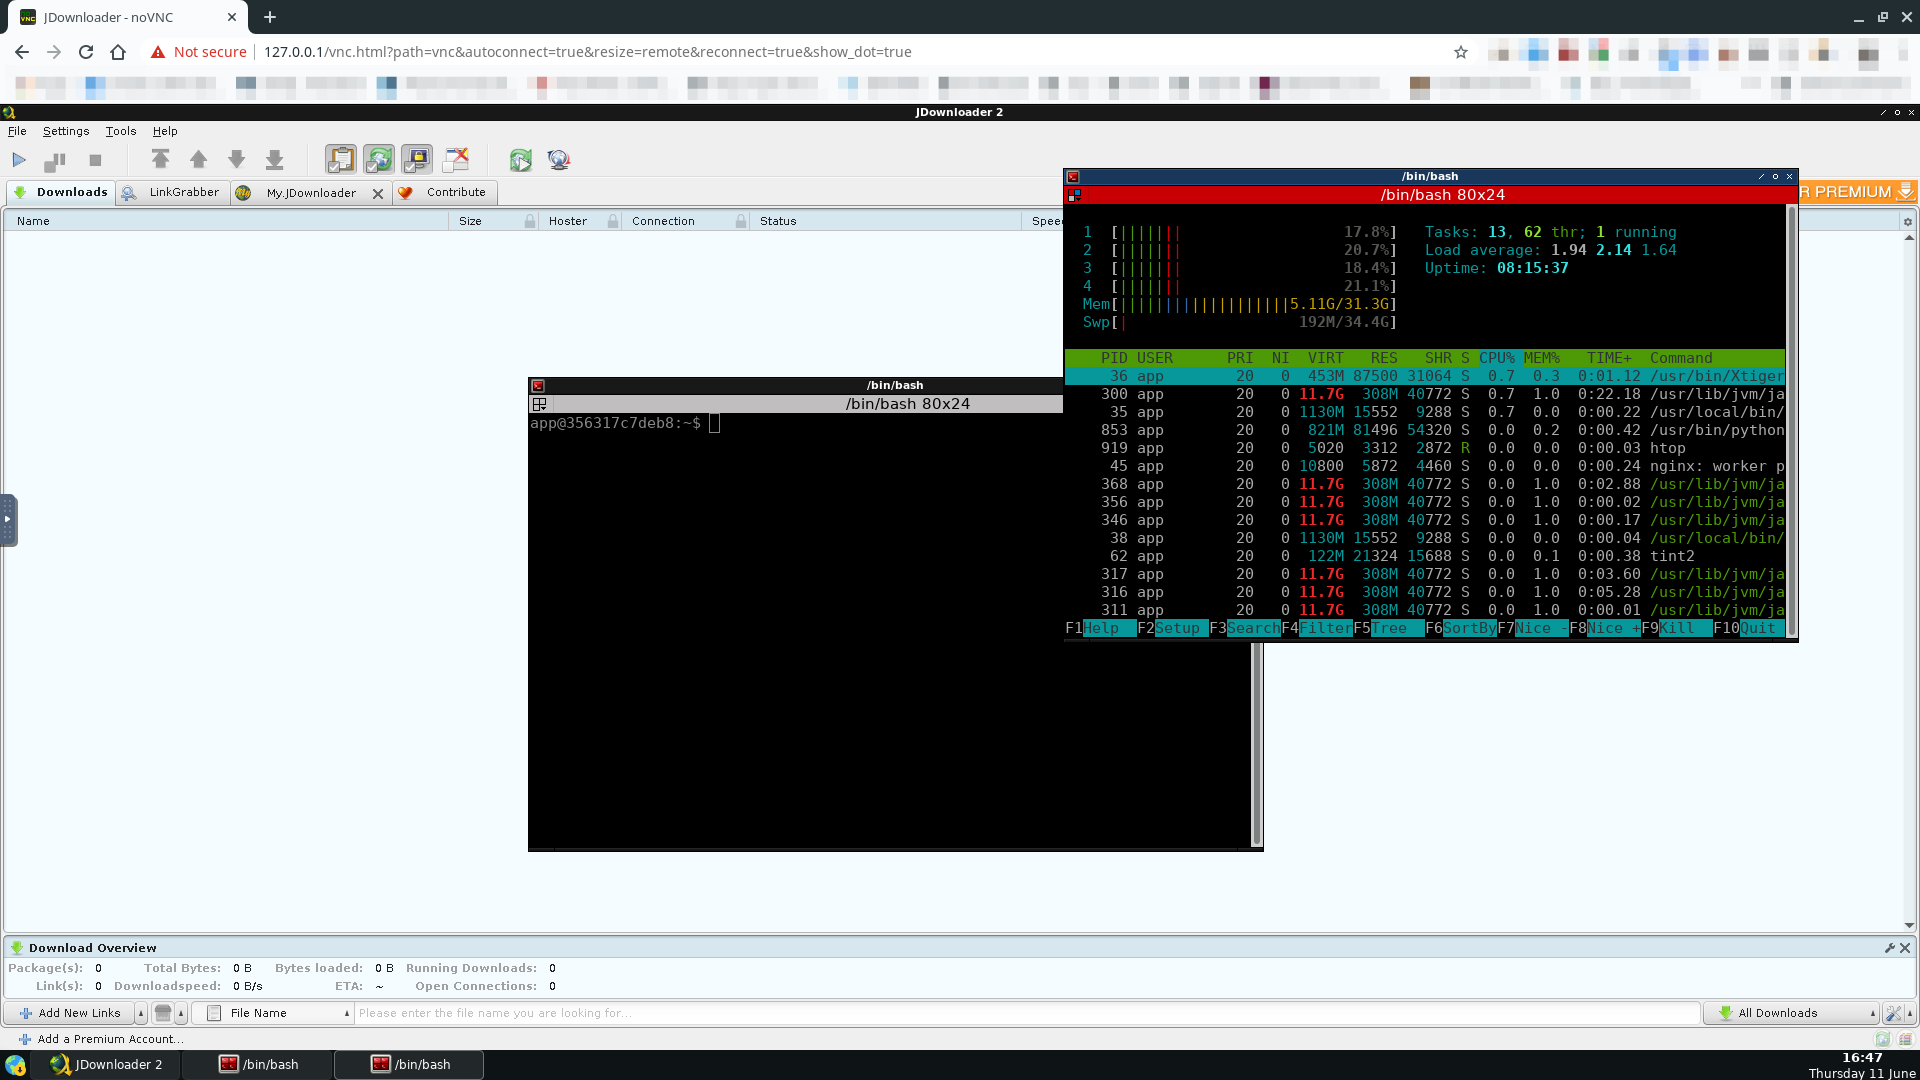 JDownloader - noVNC
Not secure
127.0.0.1/vnc.html?path=vnc&autoconnect=true&resize=remote&reconnect=true&show_dot=true
JDownloader 2
File Settings Tools Help
Downloads LinkGrabber My.JDownloader Contribute
R PREMIUM
Name Size Hoster Connection Status Spee
/bin/bash
/bin/bash 80x24
1 [||||||| 17.8%] Tasks: 13, 62 thr; 1 running
2 [||||||| 20.7%] Load average: 1.94 2.14 1.64
3 [||||||| 18.4%] Uptime: 08:15:37
4 [||||||| 21.1%]
Mem[|||||||||||||||||||5.11G/31.3G]
Swp[| 192M/34.4G]
PID USER PRI NI VIRT RES SHR S CPU% MEM% TIME+ Command
36 app 20 0 453M 87500 31064 S 0.7 0.3 0:01.12 /usr/bin/Xtiger
300 app 20 0 11.7G 308M 40772 S 0.7 1.0 0:22.18 /usr/lib/jvm/ja
35 app 20 0 1130M 15552 9288 S 0.7 0.0 0:00.22 /usr/local/bin/
853 app 20 0 821M 81496 54320 S 0.0 0.2 0:00.42 /usr/bin/python
919 app 20 0 5020 3312 2872 R 0.0 0.0 0:00.03 htop
45 app 20 0 10800 5872 4460 S 0.0 0.0 0:00.24 nginx: worker p
368 app 20 0 11.7G 308M 40772 S 0.0 1.0 0:02.88 /usr/lib/jvm/ja
356 app 20 0 11.7G 308M 40772 S 0.0 1.0 0:00.02 /usr/lib/jvm/ja
346 app 20 0 11.7G 308M 40772 S 0.0 1.0 0:00.17 /usr/lib/jvm/ja
38 app 20 0 1130M 15552 9288 S 0.0 0.0 0:00.04 /usr/local/bin/
62 app 20 0 122M 21324 15688 S 0.0 0.1 0:00.38 tint2
317 app 20 0 11.7G 308M 40772 S 0.0 1.0 0:03.60 /usr/lib/jvm/ja
316 app 20 0 11.7G 308M 40772 S 0.0 1.0 0:05.28 /usr/lib/jvm/ja
311 app 20 0 11.7G 308M 40772 S 0.0 1.0 0:00.01 /usr/lib/jvm/ja
F1Help F2Setup F3SearchF4FilterF5Tree F6SortByF7Nice -F8Nice +F9Kill F10Quit
/bin/bash
/bin/bash 80x24
app@356317c7deb8:~$
Download Overview
Package(s): 0 Total Bytes: 0 B Bytes loaded: 0 B Running Downloads: 0
Link(s): 0 Downloadspeed: 0 B/s ETA: ~ Open Connections: 0
Add New Links File Name Please enter the file name you are looking for... All Downloads
Add a Premium Account...
JDownloader 2 /bin/bash /bin/bash
16:47
Thursday 11 June